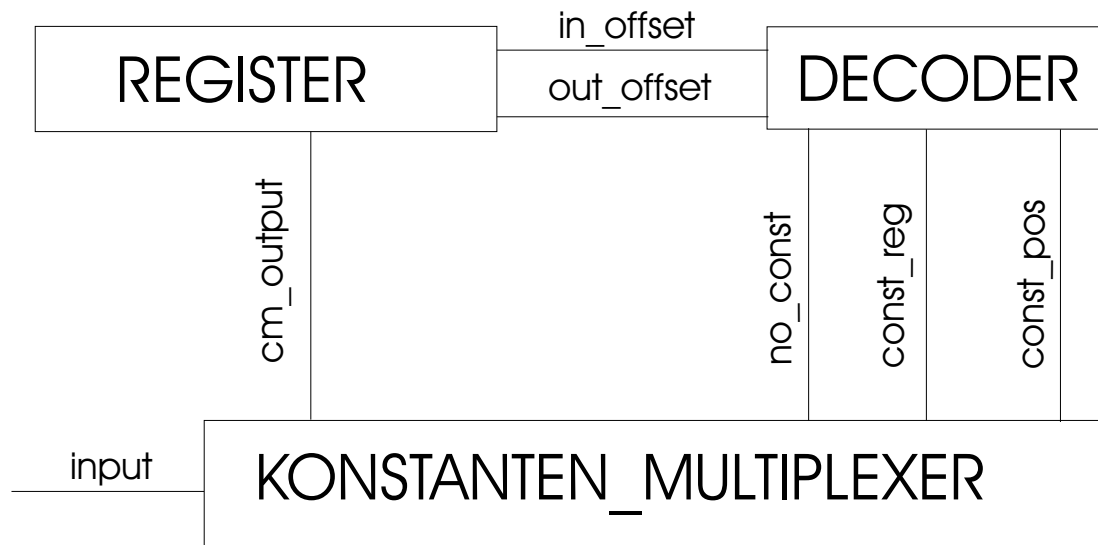 in_offset
REGISTER
DECODER
out_offset
cm_output
no_const
const_reg
const_pos
input
KONSTANTEN_MULTIPLEXER